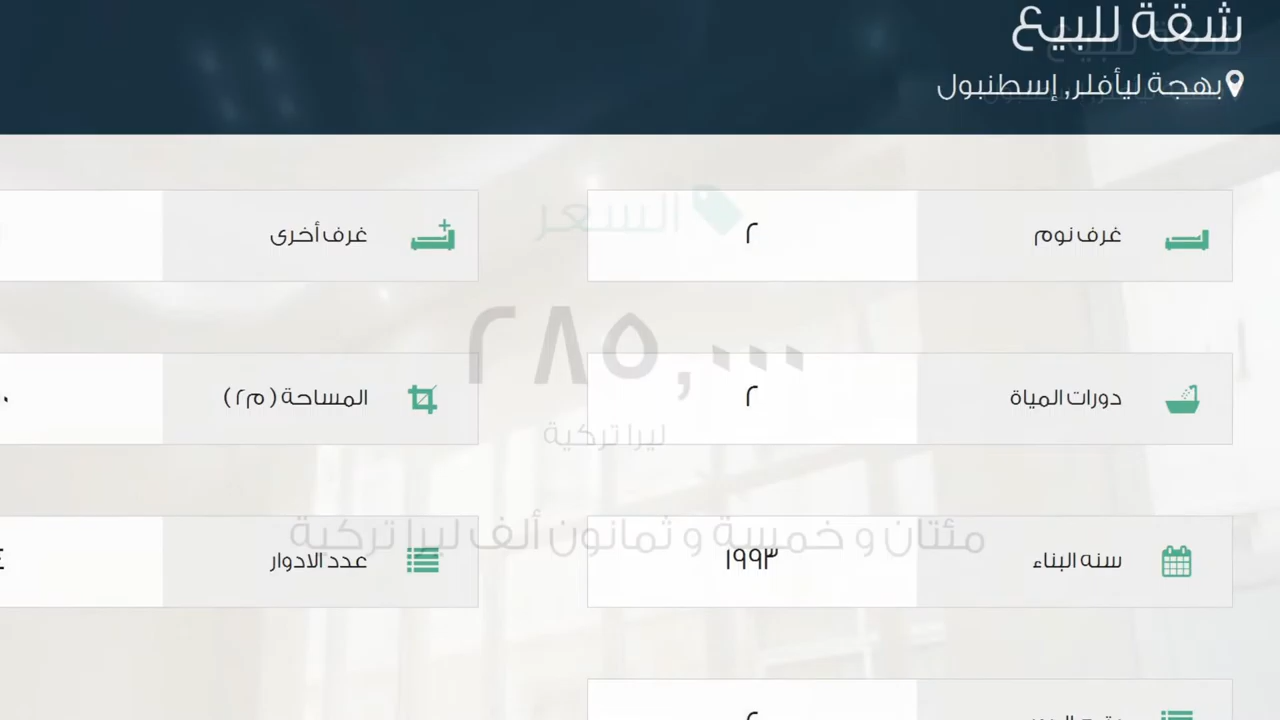 شقة للبيع
بهجة ليأفلر, إسطنبول
السعر
غرف نوم ٢
غرف أخرى
٢٨٥,٠٠٠
دورات المياة ٢
المساحة (م٢)
ليرا تركية
مئتان و خمسة و ثمانون ألف ليرا تركية
سنه البناء ١٩٩٣
عدد الادوار
٢